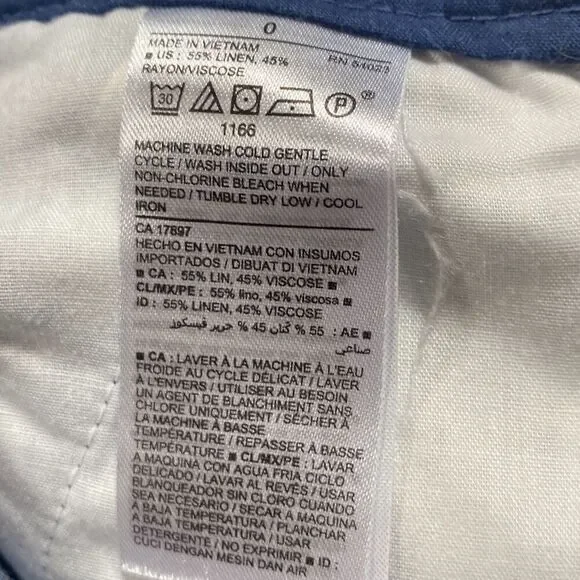 0
MADE IN VIETNAM
■ US : 55% LINEN, 45%
RAYON/VISCOSE
30
P
®
1166
MACHINE WASH COLD GENTLE
CYCLE / WASH INSIDE OUT / ONLY
NON-CHLORINE BLEACH WHEN
NEEDED / TUMBLE DRY LOW / COOL
IRON
CA 17897
HECHO EN VIETNAM CON INSUMOS
IMPORTADOS / DIBUAT DI VIETNAM
■ CA : 55% LIN, 45% VISCOSE ■
CL/MX/PE : 55% lino, 45% viscosa ■
ID : 55% LINEN, 45% VISCOSE
■ AE : 55 % كتان 45 % حرير فيسكوز
صناعي
■ CA : LAVER À LA MACHINE À L'EAU
FROIDE AU CYCLE DÉLICAT / LAVER
À L'ENVERS / UTILISER AU BESOIN
UN AGENT DE BLANCHIMENT SANS
CHLORE UNIQUEMENT / SÉCHER À
LA MACHINE À BASSE
TEMPÉRATURE / REPASSER À BASSE
TEMPÉRATURE ■ CL/MX/PE : LAVAR
A MAQUINA CON AGUA FRIA CICLO
DELICADO / LAVAR AL REVÉS / USAR
BLANQUEADOR SIN CLORO CUANDO
SEA NECESARIO / SECAR A MAQUINA
A BAJA TEMPERATURA / PLANCHAR
A BAJA TEMPERATURA / USAR
DETERGENTE / NO EXPRIMIR ■ ID :
CUCI DENGAN MESIN DAN AIR